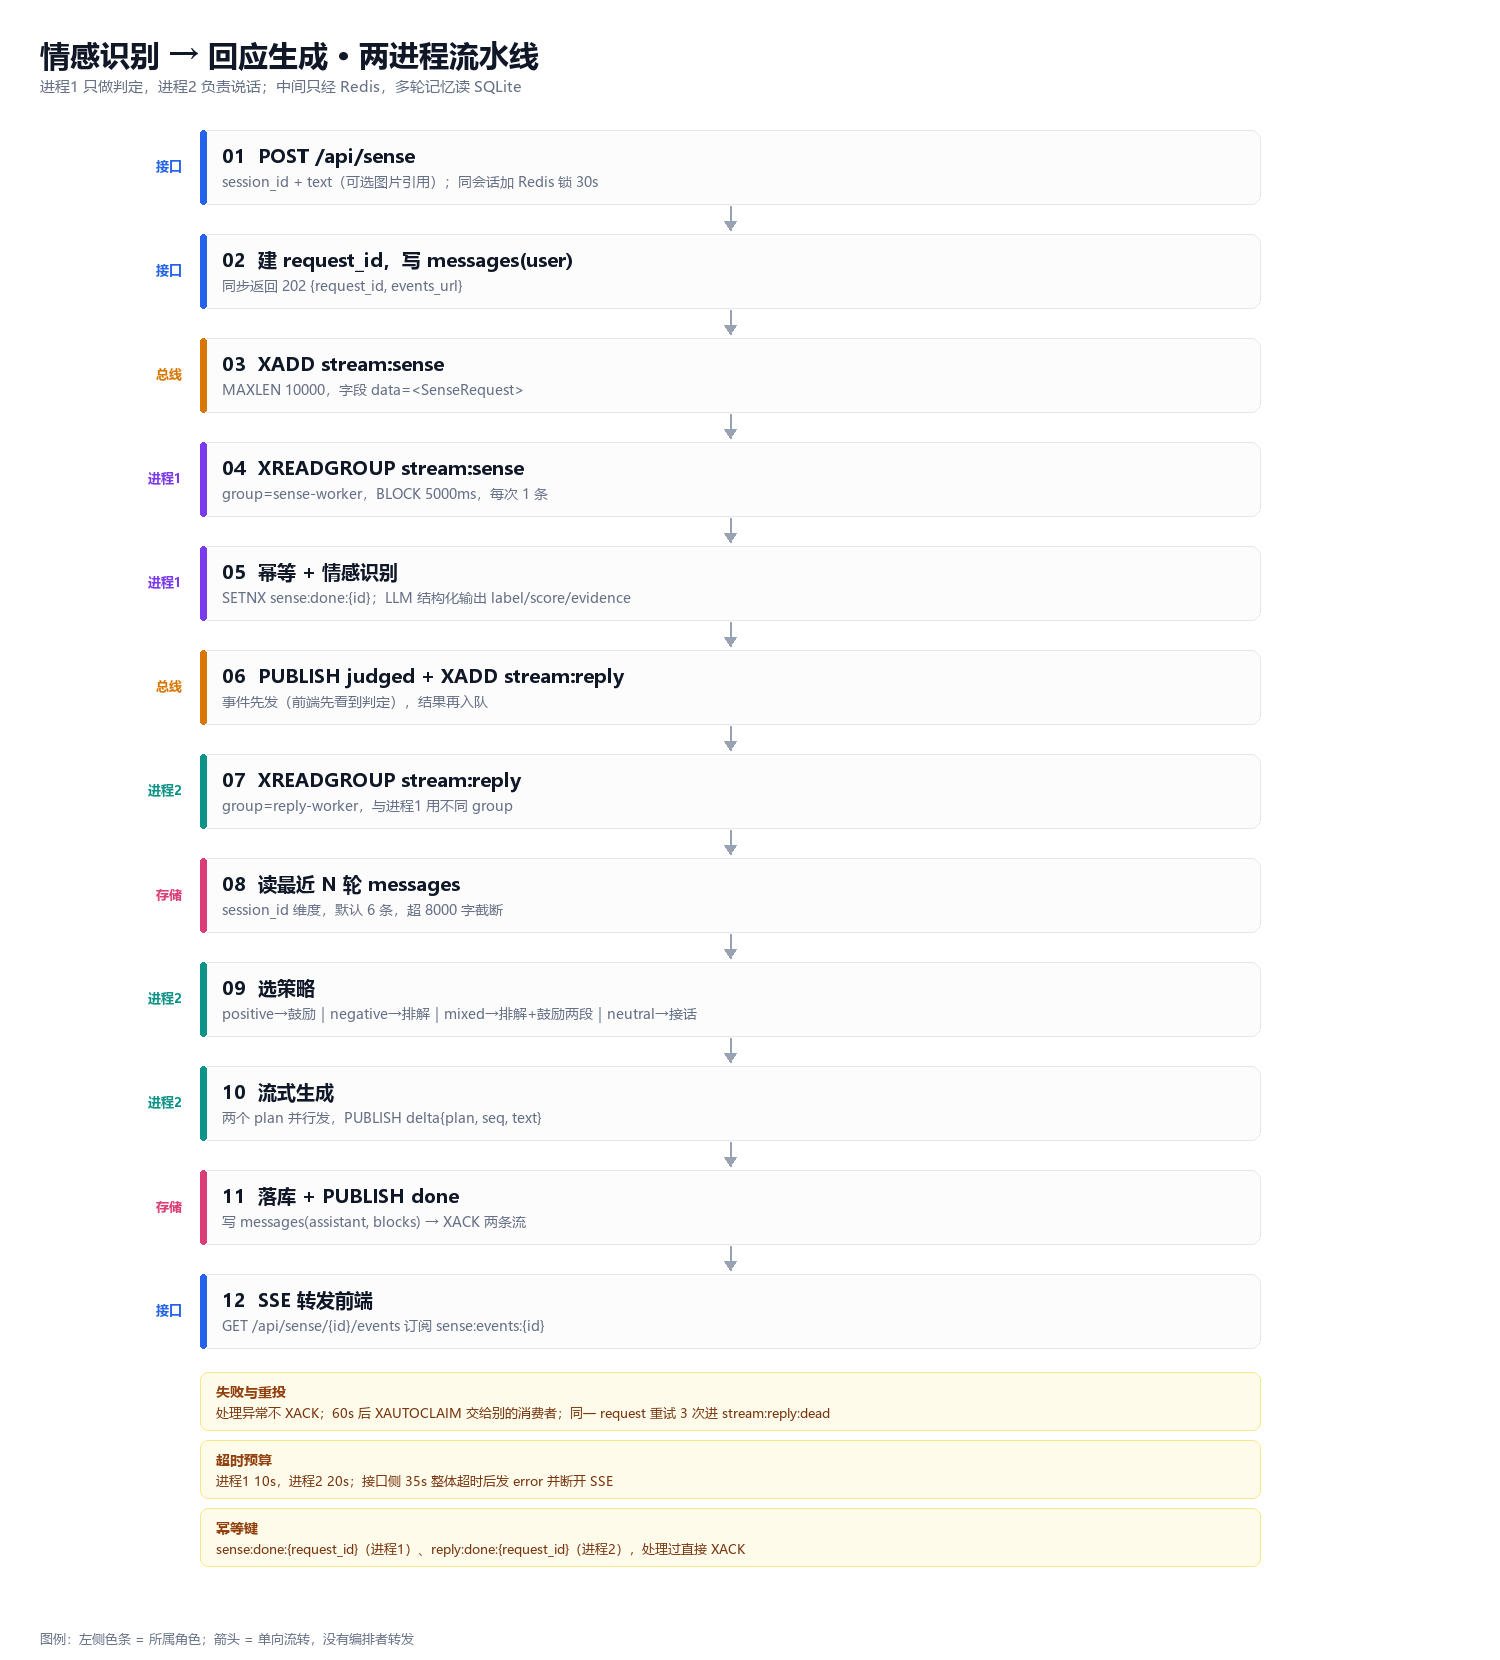 情感识别 → 回应生成 • 两进程流水线
进程1 只做判定，进程2 负责说话；中间只经 Redis，多轮记忆读 SQLite
接口
01 POST /api/sense
session_id + text（可选图片引用）；同会话加 Redis 锁 30s
接口
02 建 request_id，写 messages(user)
同步返回 202 {request_id, events_url}
总线
03 XADD stream:sense
MAXLEN 10000，字段 data=<SenseRequest>
进程1
04 XREADGROUP stream:sense
group=sense-worker，BLOCK 5000ms，每次 1 条
进程1
05 幂等 + 情感识别
SETNX sense:done:{id}；LLM 结构化输出 label/score/evidence
总线
06 PUBLISH judged + XADD stream:reply
事件先发（前端先看到判定），结果再入队
进程2
07 XREADGROUP stream:reply
group=reply-worker，与进程1 用不同 group
存储
08 读最近 N 轮 messages
session_id 维度，默认 6 条，超 8000 字截断
进程2
09 选策略
positive→鼓励 | negative→排解 | mixed→排解+鼓励两段 | neutral→接话
进程2
10 流式生成
两个 plan 并行发，PUBLISH delta{plan, seq, text}
存储
11 落库 + PUBLISH done
写 messages(assistant, blocks) → XACK 两条流
接口
12 SSE 转发前端
GET /api/sense/{id}/events 订阅 sense:events:{id}
失败与重投
处理异常不 XACK；60s 后 XAUTOCLAIM 交给别的消费者；同一 request 重试 3 次进 stream:reply:dead
超时预算
进程1 10s，进程2 20s；接口侧 35s 整体超时后发 error 并断开 SSE
幂等键
sense:done:{request_id}（进程1）、reply:done:{request_id}（进程2），处理过直接 XACK
图例：左侧色条 = 所属角色；箭头 = 单向流转，没有编排者转发